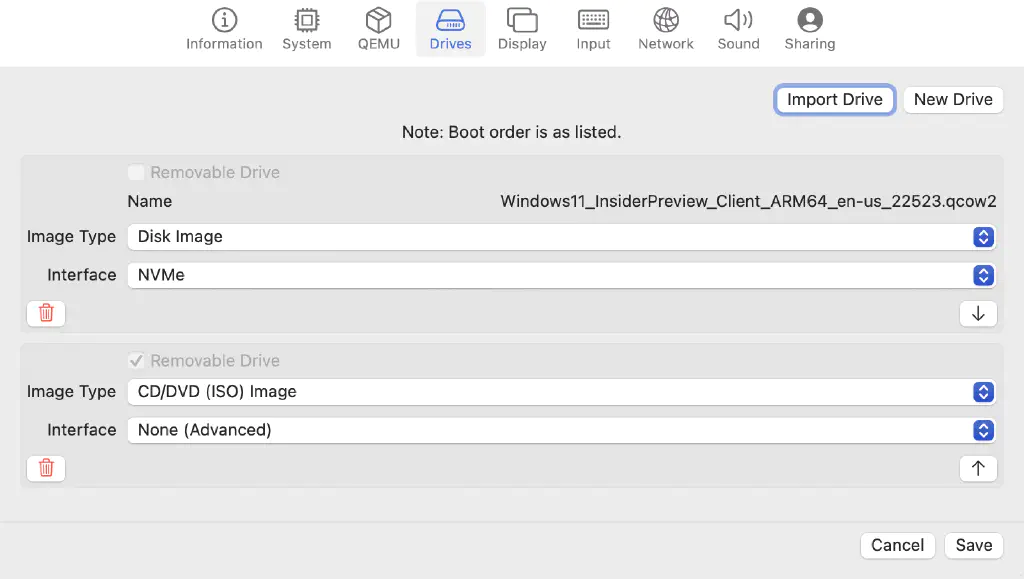 Information System QEMU Drives Display Input Network Sound Sharing
Import Drive New Drive
Note: Boot order is as listed.
Removable Drive
Name Windows11_InsiderPreview_Client_ARM64_en-us_22523.qcow2
Image Type Disk Image
Interface NVMe
Removable Drive
Image Type CD/DVD (ISO) Image
Interface None (Advanced)
Cancel Save